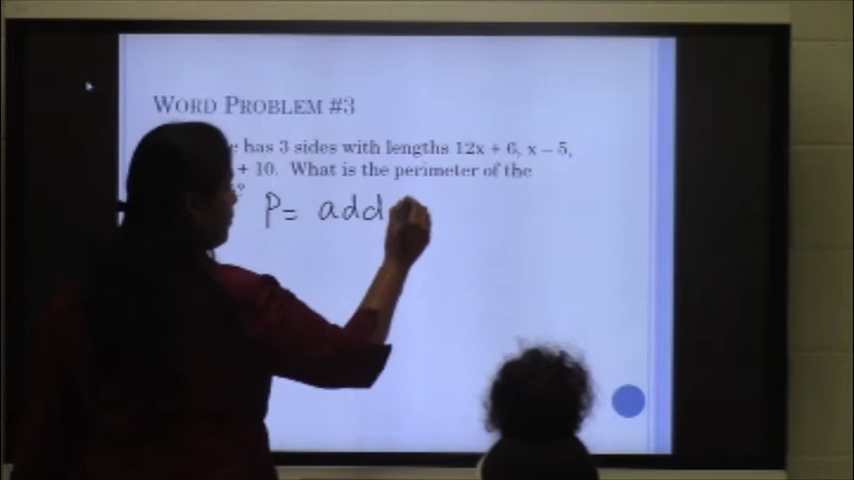 WORD PROBLEM #3
e has 3 sides with lengths 12x + 6, x – 5,
+ 10. What is the perimeter of the
?
P= add